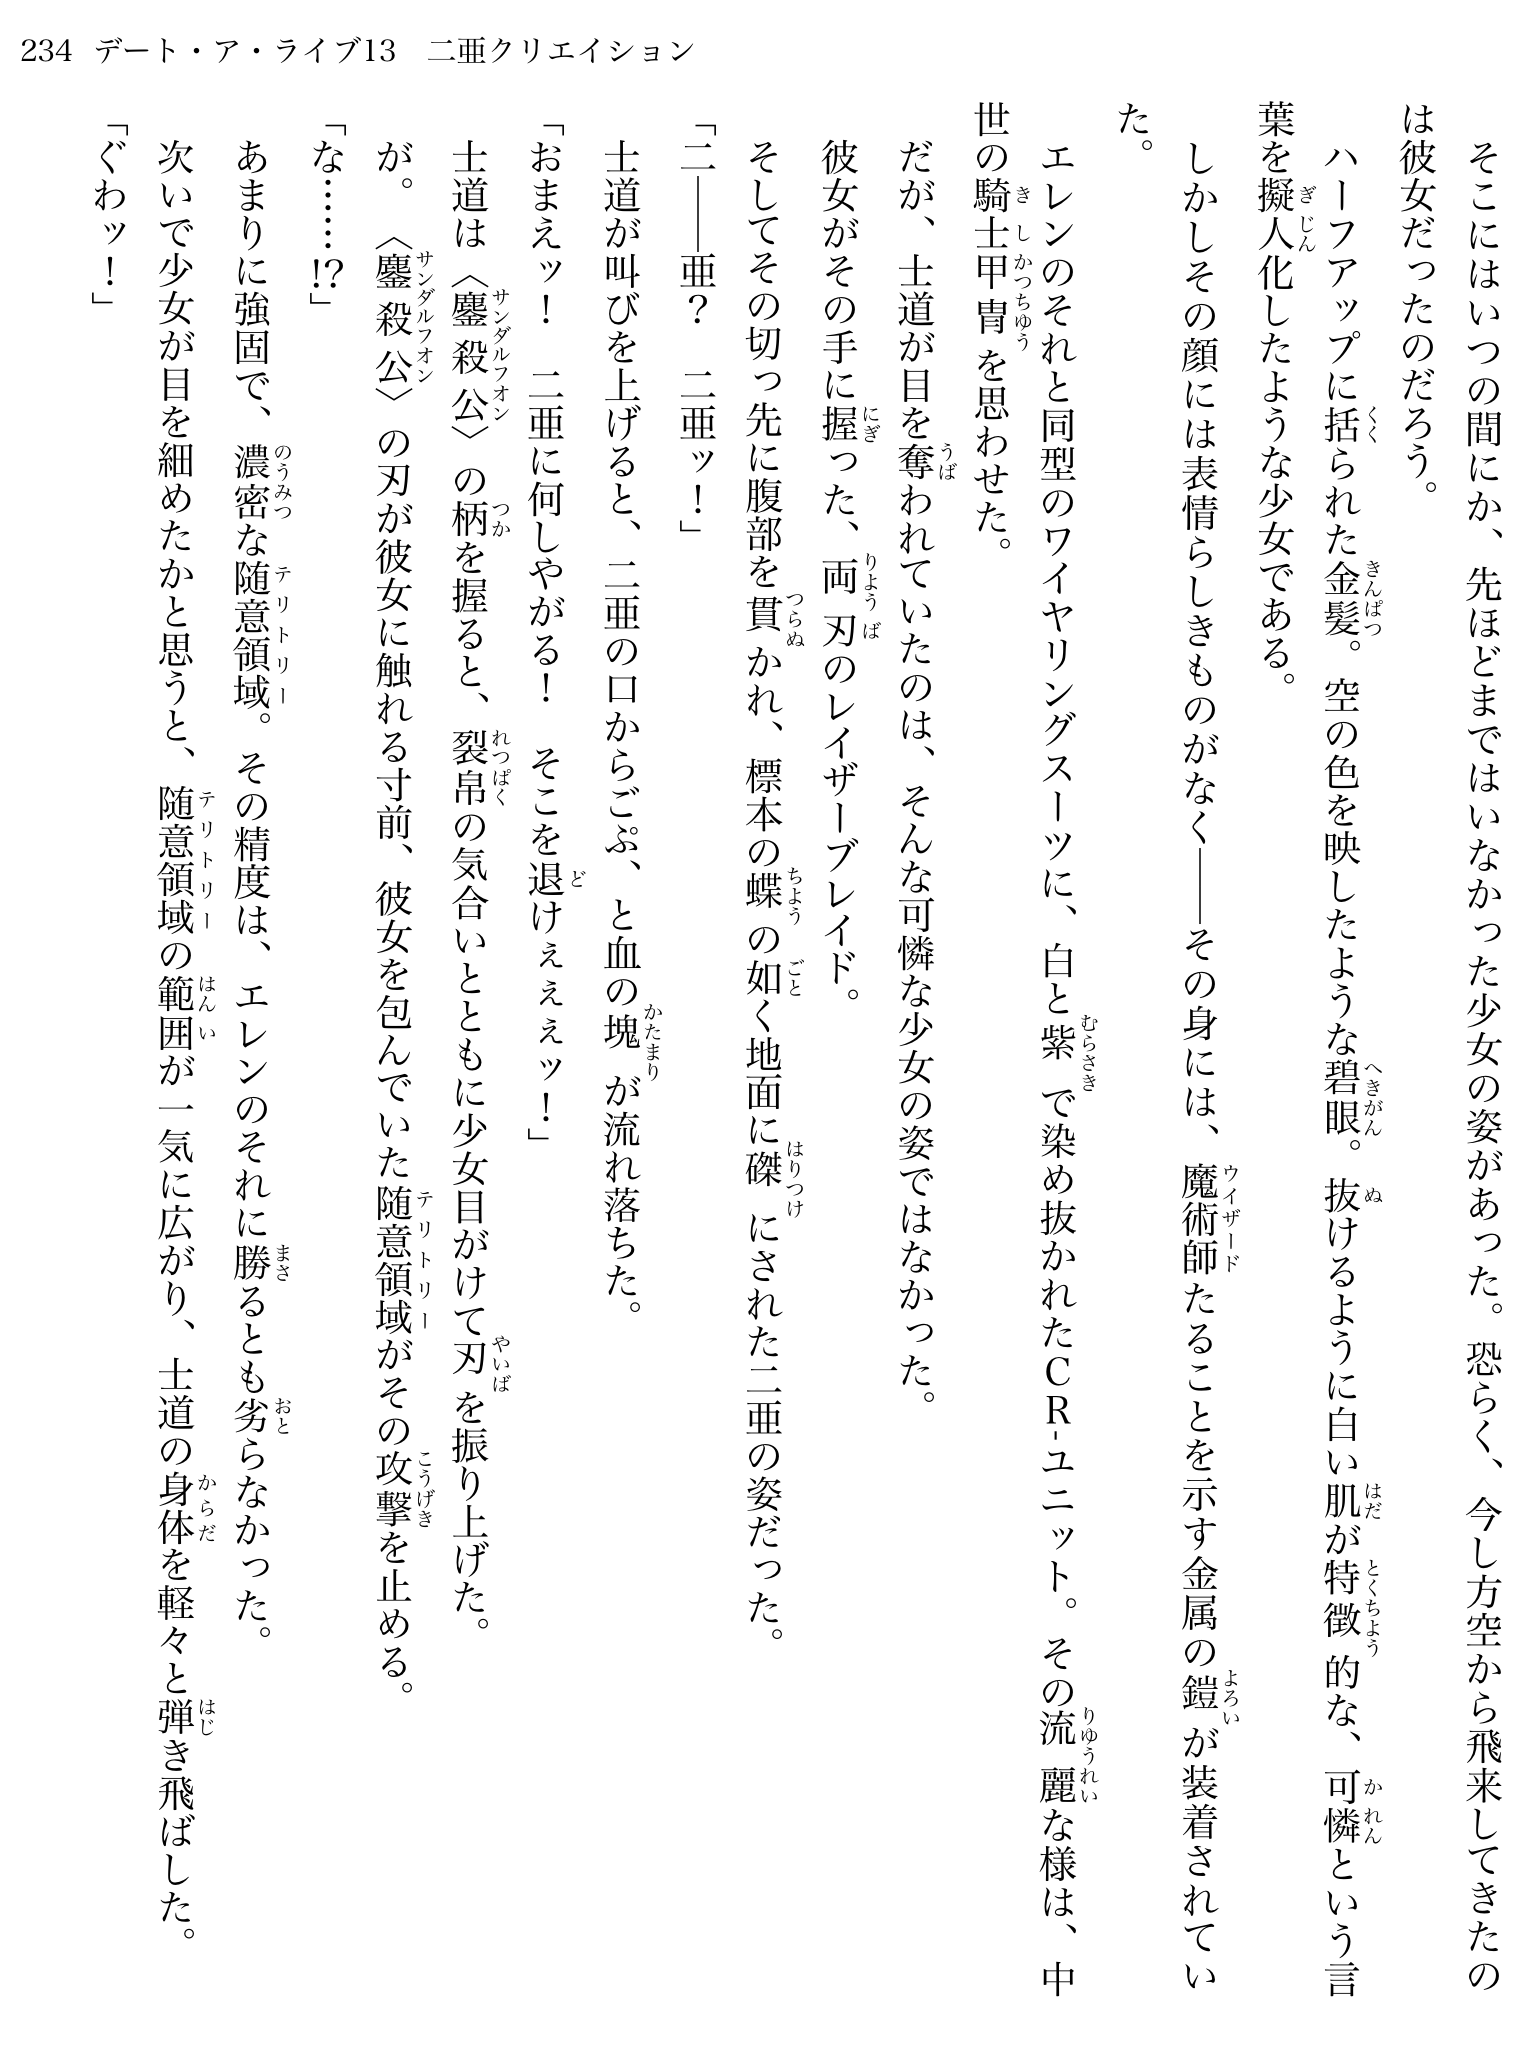 234 デート・ア・ライブ13　二亜クリエイション
　そこにはいつの間にか、先ほどまではいなかった少女の姿があった。恐らく、今し方空から飛来してきたの
は彼女だったのだろう。
　ハーフアップに括られた金髪。空の色を映したような碧眼。抜けるように白い肌が特徴的な、可憐という言
葉を擬人化したような少女である。
　しかしその顔には表情らしきものがなく――その身には、魔術師たることを示す金属の鎧が装着されてい
た。
　エレンのそれと同型のワイヤリングスーツに、白と紫で染め抜かれたＣＲ-ユニット。その流麗な様は、中
世の騎士甲冑を思わせた。
　だが、士道が目を奪われていたのは、そんな可憐な少女の姿ではなかった。
　彼女がその手に握った、両刃のレイザーブレイド。
　そしてその切っ先に腹部を貫かれ、標本の蝶の如く地面に磔にされた二亜の姿だった。
「二――亜？　二亜ッ！」
　士道が叫びを上げると、二亜の口からごぷ、と血の塊が流れ落ちた。
「おまえッ！　二亜に何しやがる！　そこを退けぇぇぇッ！」
　士道は〈鏖殺公〉の柄を握ると、裂帛の気合いとともに少女目がけて刃を振り上げた。
　が。〈鏖殺公〉の刃が彼女に触れる寸前、彼女を包んでいた随意領域がその攻撃を止める。
「な……!?」
　あまりに強固で、濃密な随意領域。その精度は、エレンのそれに勝るとも劣らなかった。
　次いで少女が目を細めたかと思うと、随意領域の範囲が一気に広がり、士道の身体を軽々と弾き飛ばした。
「ぐわッ！」